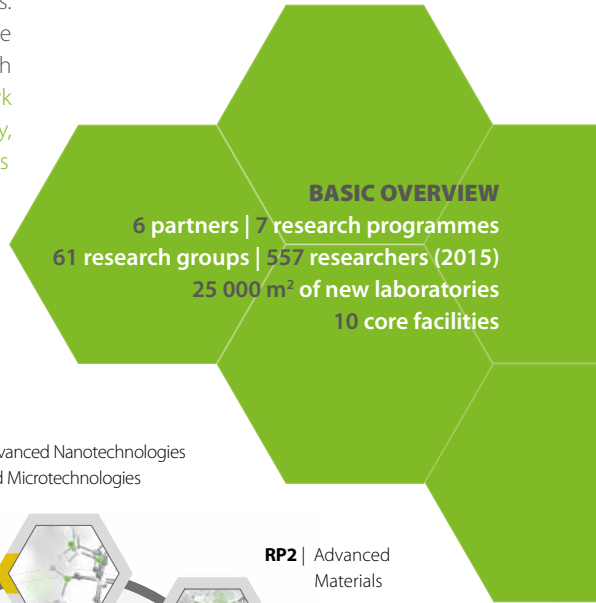 s.
e
h
k
y,
s
BASIC OVERVIEW
6 partners | 7 research programmes
61 research groups | 557 researchers (2015)
25 000 m² of new laboratories
10 core facilities
vanced Nanotechnologies
d Microtechnologies
RP2 | Advanced
Materials